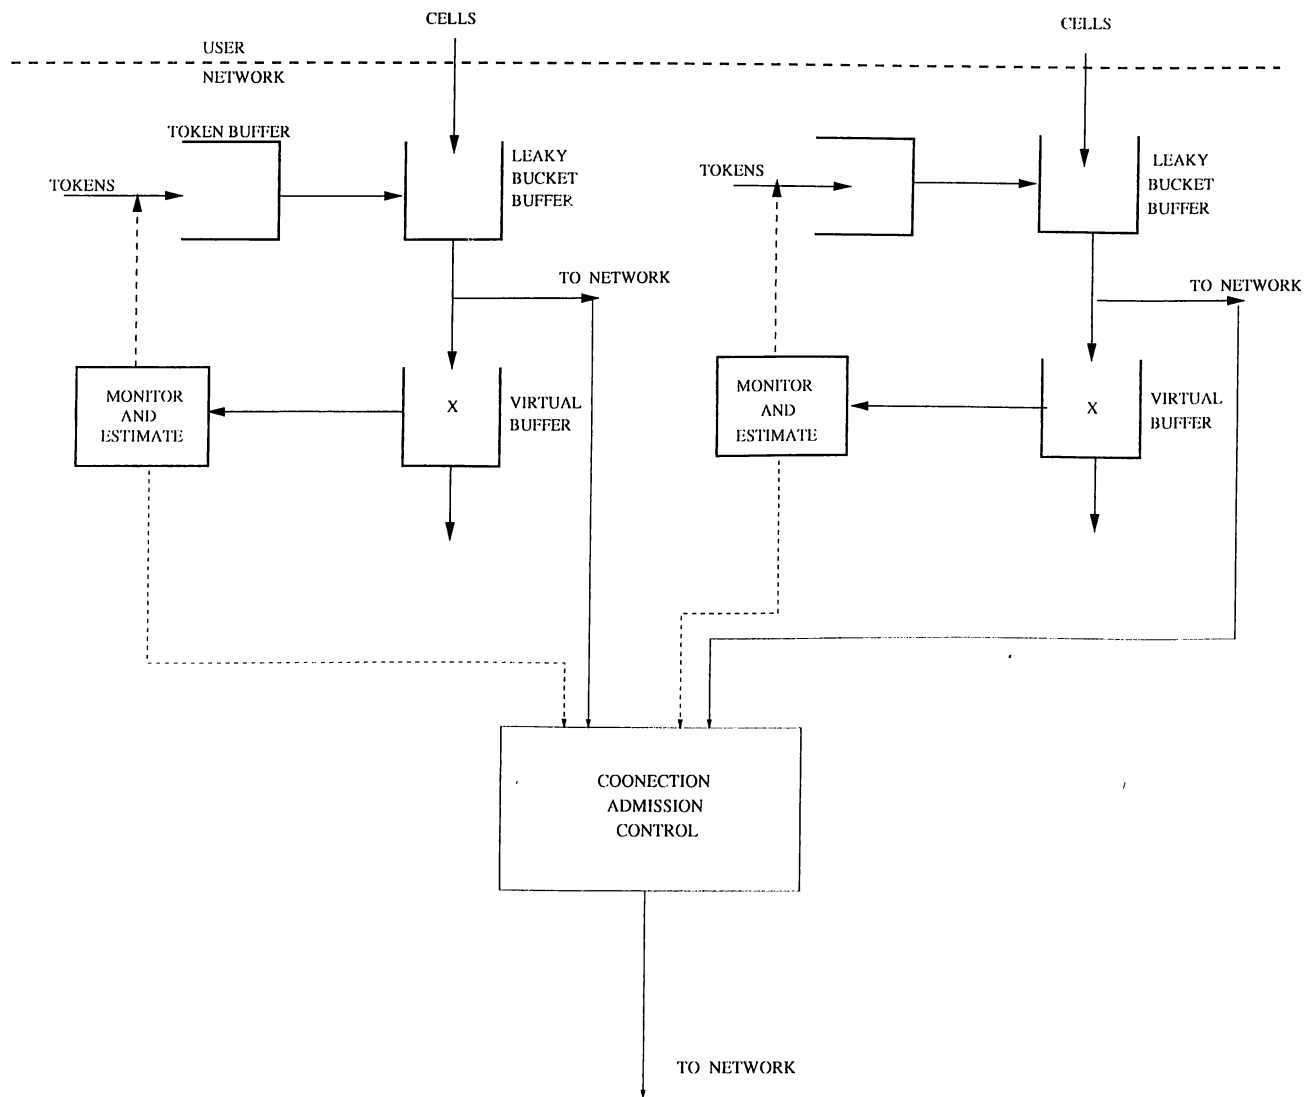 CELLS
CELLS
USER
NETWORK
TOKEN BUFFER
LEAKY
BUCKET
BUFFER
TOKENS
LEAKY
BUCKET
BUFFER
TOKENS
TO NETWORK
TO NETWORK
MONITOR
AND
ESTIMATE
X
VIRTUAL
BUFFER
MONITOR
AND
ESTIMATE
X
VIRTUAL
BUFFER
COONECTION
ADMISSION
CONTROL
TO NETWORK